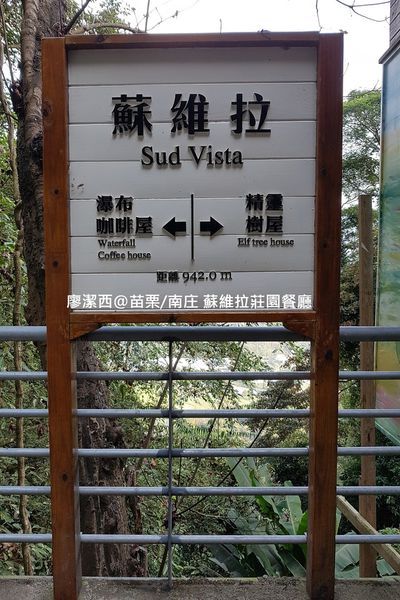 蘇維拉
Sud Vista
瀑布
咖啡屋
Waterfall
Coffee house
精靈
樹屋
Elf tree house
距離 942.0 m
廖潔西@苗栗/南庄 蘇維拉莊園餐廳